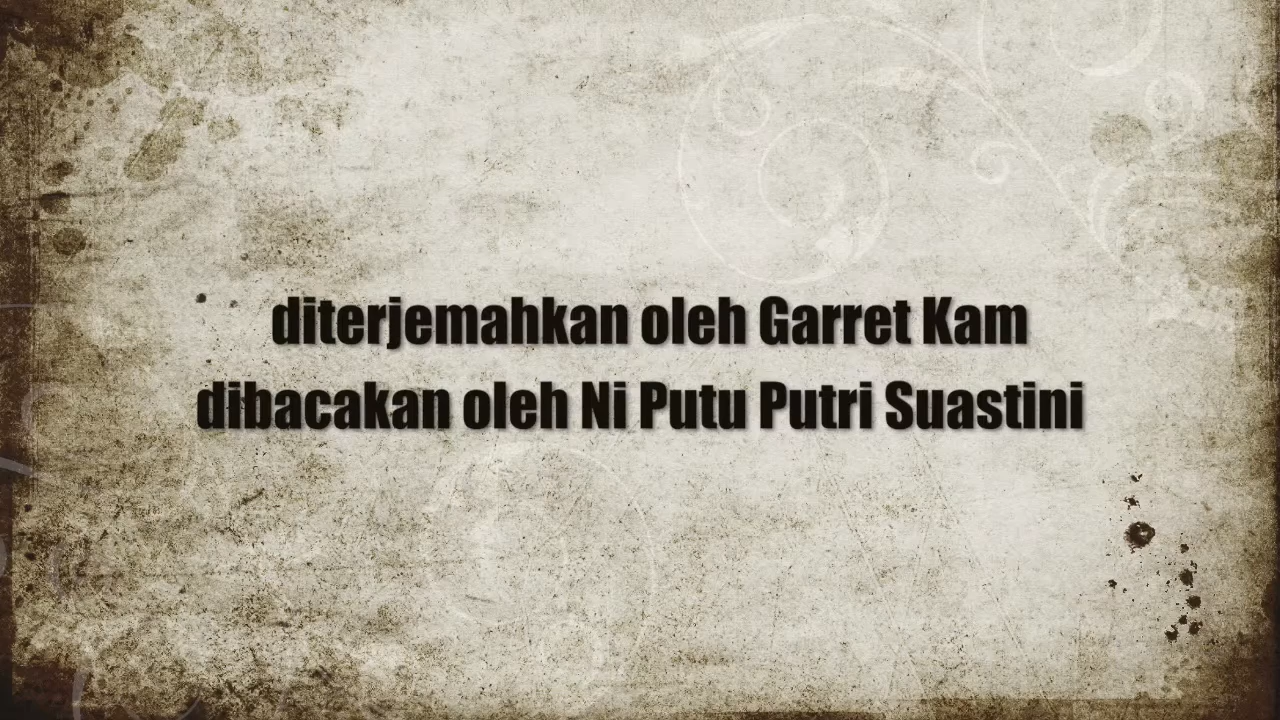 diterjemahkan oleh Garret Kam
dibacakan oleh Ni Putu Putri Suastini